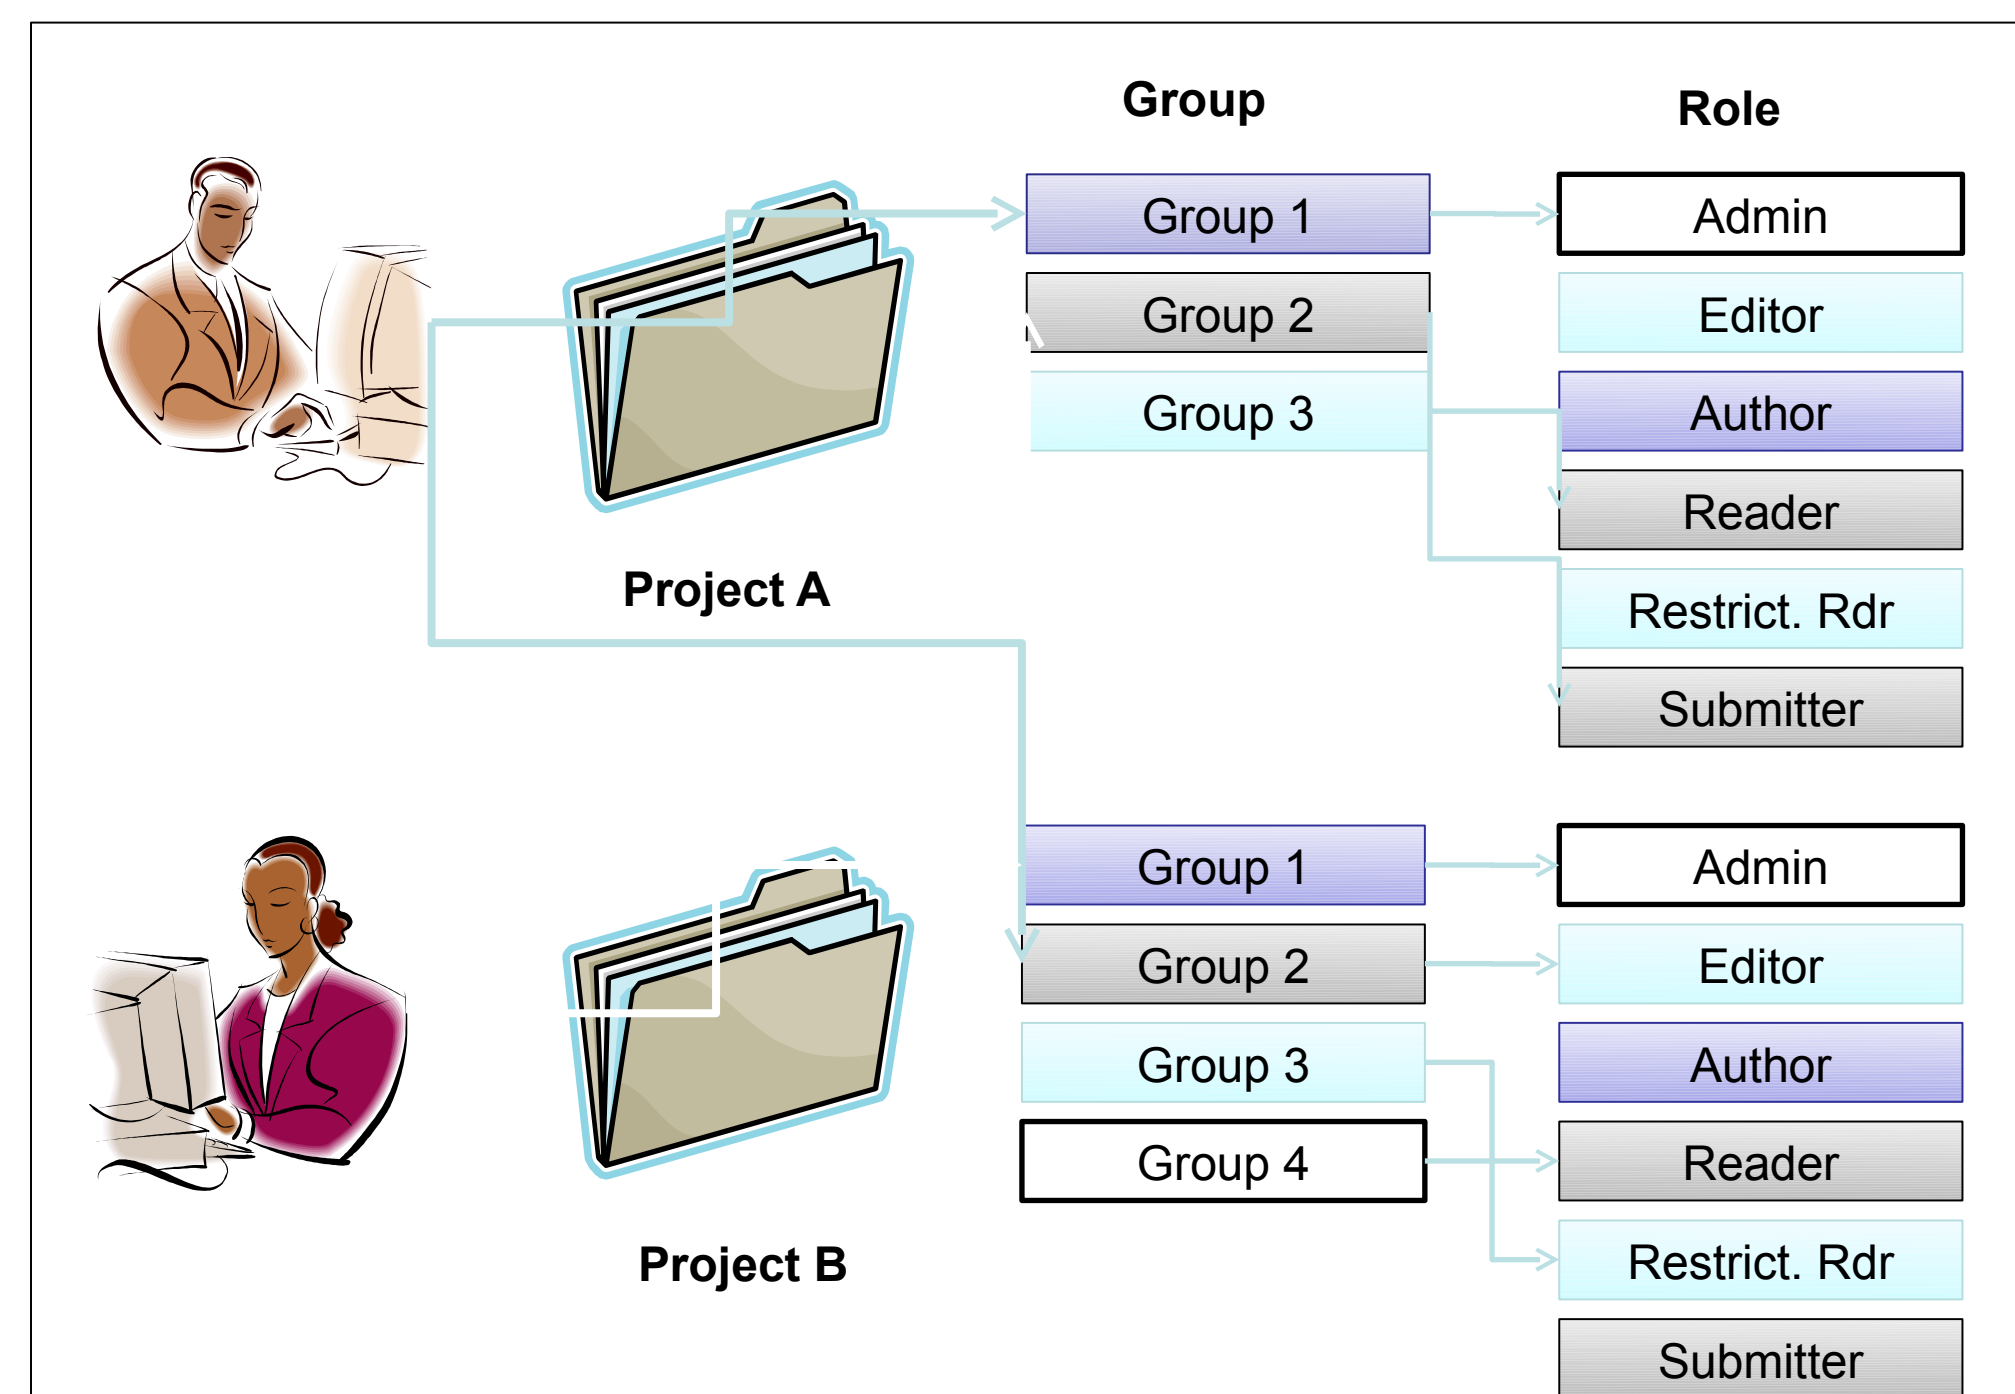 Group
Role
Group 1
Admin
Group 2
Editor
Group 3
Author
Reader
Project A
Restrict. Rdr
Submitter
Group 1
Admin
Group 2
Editor
Group 3
Author
Group 4
Reader
Project B
Restrict. Rdr
Submitter